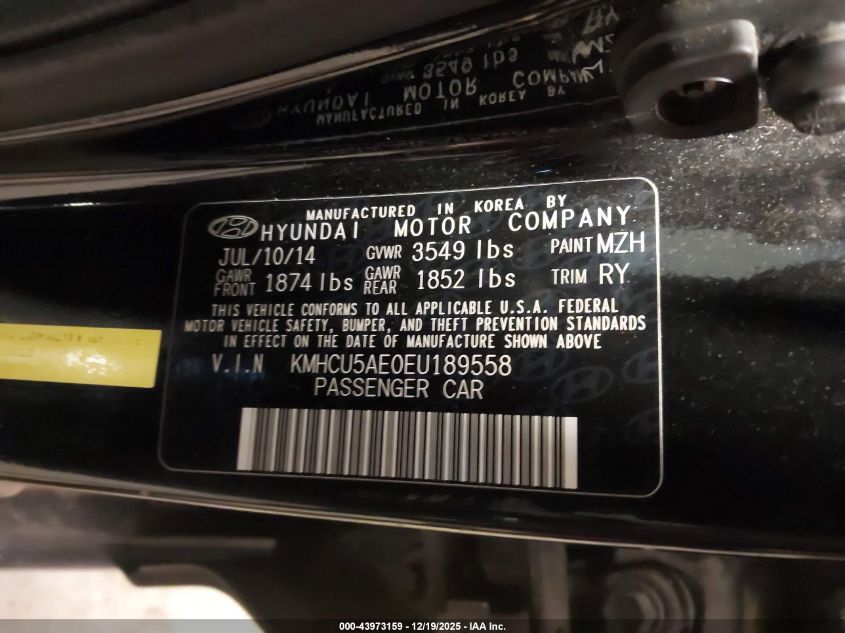 MANUFACTURED IN KOREA BY
HYUNDAI MOTOR COMPANY
JUL/10/14 GVWR 3549 lbs PAINT MZH
GAWR FRONT 1874 lbs GAWR REAR 1852 lbs TRIM RY
THIS VEHICLE CONFORMS TO ALL APPLICABLE U.S.A. FEDERAL
MOTOR VEHICLE SAFETY, BUMPER, AND THEFT PREVENTION STANDARDS
IN EFFECT ON THE DATE OF MANUFACTURE SHOWN ABOVE
V.I.N KMHCU5AE0EU189558
PASSENGER CAR
000-43973159 - 12/19/2025 - IAA Inc.